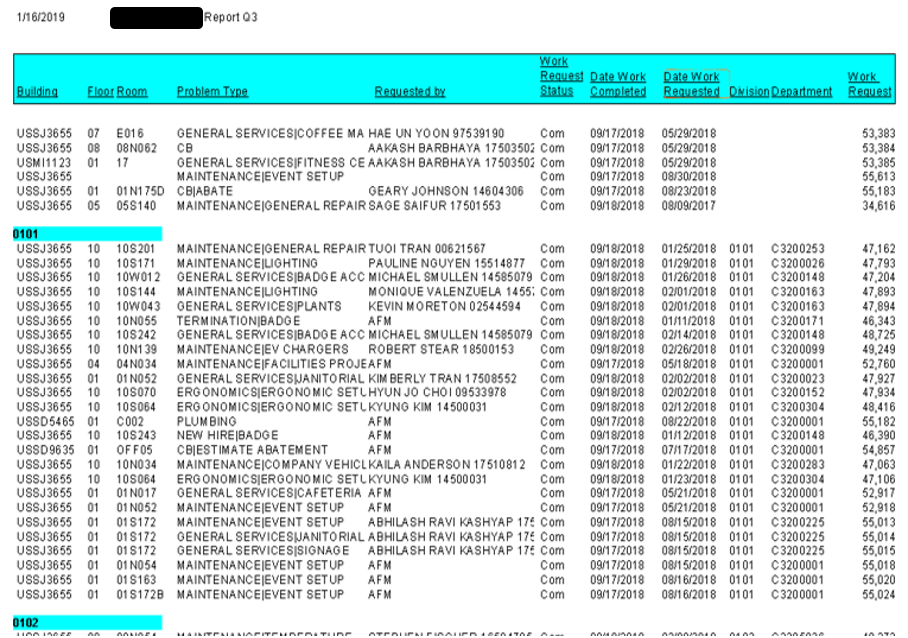 1/16/2019 Report Q3
Work
Request Date Work Date Work Work
Building Floor Room Problem Type Requested by Status Completed Requested Division Department Request
USSJ3655 07 E016 GENERAL SERVICES|COFFEE MA HAE UN YOON 97539190 Com 09/17/2018 05/29/2018 53,383
USSJ3655 08 08N062 CB AAKASH BARBHAYA 17503502 Com 09/17/2018 05/29/2018 53,384
USMI1123 01 17 GENERAL SERVICES|FITNESS CE AAKASH BARBHAYA 17503502 Com 09/17/2018 05/29/2018 53,385
USSJ3655 MAINTENANCE|EVENT SETUP Com 09/17/2018 08/30/2018 55,613
USSJ3655 01 01N175D CB|ABATE GEARY JOHNSON 14604306 Com 09/17/2018 08/23/2018 55,183
USSJ3655 05 05S140 MAINTENANCE|GENERAL REPAIR SAGE SAIFUR 17501553 Com 09/18/2018 08/09/2017 34,616
0101
USSJ3655 10 10S201 MAINTENANCE|GENERAL REPAIR TUOI TRAN 00621567 Com 09/18/2018 01/25/2018 0101 C3200253 47,162
USSJ3655 10 10S171 MAINTENANCE|LIGHTING PAULINE NGUYEN 15514877 Com 09/18/2018 01/31/2018 0101 C3200026 47,793
USSJ3655 10 10W012 GENERAL SERVICES|BADGE ACC MICHAEL SMULLEN 14585079 Com 09/18/2018 01/26/2018 0101 C3200148 47,204
USSJ3655 10 10S144 MAINTENANCE|LIGHTING MONIQUE VALENZUELA 1455 Com 09/18/2018 02/01/2018 0101 C3200163 47,893
USSJ3655 10 10W043 GENERAL SERVICES|PLANTS KEVIN MORETON 02544594 Com 09/18/2018 02/01/2018 0101 C3200163 47,894
USSJ3655 10 10N055 TERMINATION|BADGE AFM Com 09/18/2018 01/11/2018 0101 C3200171 46,343
USSJ3655 10 10S242 GENERAL SERVICES|BADGE ACC MICHAEL SMULLEN 14585079 Com 09/18/2018 02/14/2018 0101 C3200148 48,725
USSJ3655 10 10N139 MAINTENANCE|EV CHARGERS ROBERT STEAR 18500153 Com 09/18/2018 02/26/2018 0101 C3200099 49,249
USSJ3655 04 04N034 MAINTENANCE|FACILITIES PROJE AFM Com 09/17/2018 05/18/2018 0101 C3200001 52,760
USSJ3655 01 01N052 GENERAL SERVICES|JANITORIAL KIMBERLY TRAN 17508552 Com 09/18/2018 02/02/2018 0101 C3200023 47,927
USSJ3655 10 10S070 ERGONOMICS|ERGONOMIC SETU HYUN JO CHOI 09533978 Com 09/18/2018 02/02/2018 0101 C3200152 47,934
USSJ3655 10 10S064 ERGONOMICS|ERGONOMIC SETU KYUNG KIM 14500031 Com 09/18/2018 02/12/2018 0101 C3200304 48,416
USSD5465 01 C002 PLUMBING AFM Com 09/17/2018 08/22/2018 0101 C3200001 55,182
USSJ3655 10 10S243 NEW HIRE|BADGE AFM Com 09/18/2018 01/12/2018 0101 C3200148 46,390
USSD9635 01 OFF05 CB|ESTIMATE ABATEMENT AFM Com 09/17/2018 07/17/2018 0101 C3200001 54,857
USSJ3655 10 10N034 MAINTENANCE|COMPANY VEHICL KAILA ANDERSON 17510812 Com 09/18/2018 01/22/2018 0101 C3200283 47,063
USSJ3655 10 10S064 ERGONOMICS|ERGONOMIC SETU KYUNG KIM 14500031 Com 09/18/2018 01/23/2018 0101 C3200304 47,106
USSJ3655 01 01N017 GENERAL SERVICES|CAFETERIA AFM Com 09/17/2018 05/21/2018 0101 C3200001 52,917
USSJ3655 01 01N052 MAINTENANCE|EVENT SETUP AFM Com 09/17/2018 05/21/2018 0101 C3200001 52,918
USSJ3655 01 01S172 MAINTENANCE|EVENT SETUP ABHILASH RAVI KASHYAP 175 Com 09/17/2018 08/15/2018 0101 C3200225 55,013
USSJ3655 01 01S172 GENERAL SERVICES|JANITORIAL ABHILASH RAVI KASHYAP 175 Com 09/17/2018 08/15/2018 0101 C3200225 55,014
USSJ3655 01 01S172 GENERAL SERVICES|SIGNAGE ABHILASH RAVI KASHYAP 175 Com 09/17/2018 08/15/2018 0101 C3200225 55,015
USSJ3655 01 01N054 MAINTENANCE|EVENT SETUP AFM Com 09/17/2018 08/15/2018 0101 C3200001 55,018
USSJ3655 01 01S163 MAINTENANCE|EVENT SETUP AFM Com 09/17/2018 08/16/2018 0101 C3200001 55,020
USSJ3655 01 01S172B MAINTENANCE|EVENT SETUP AFM Com 09/17/2018 08/16/2018 0101 C3200001 55,024
0102